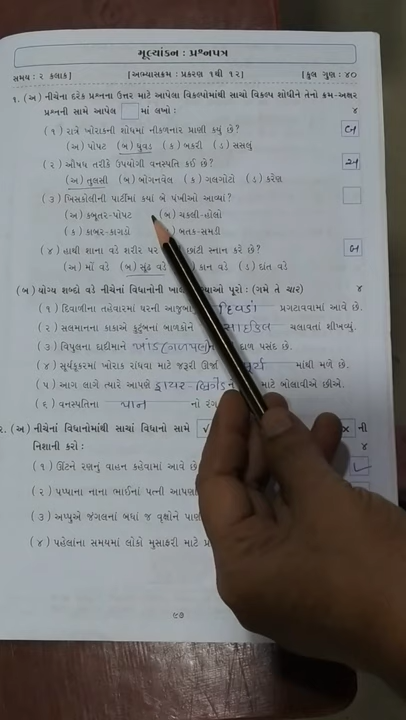 મૂલ્યાંકન : પ્રશ્નપત્ર
સમય : ૨ કલાક] [અભ્યાસક્રમ : પ્રકરણ ૧થી ૧૨] [કુલ ગુણ : ૪૦
૧. (અ) નીચેના દરેક પ્રશ્નના ઉત્તર માટે આપેલા વિકલ્પોમાંથી સાચો વિકલ્પ શોધીને તેનો ક્રમ-અક્ષર
પ્રશ્નની સામે આપેલ માં લખો : ૪
(૧) રાત્રે ખોરાકની શોધમાં નીકળનાર પ્રાણી કયું છે? બ
(અ) પોપટ (બ) ઘુવડ (ક) બકરી (ડ) સસલું
(૨) ઔષધ તરીકે ઉપયોગી વનસ્પતિ કઈ છે? અ
(અ) તુલસી (બ) બોગનવેલ (ક) ગલગોટો (ડ) કરેણ
(૩) ખિસકોલીની પાર્ટીમાં કયાં બે પંખીઓ આવ્યાં?
(અ) કબૂતર-પોપટ (બ) ચકલી-હોલો
(ક) કાબર-કાગડો બતક-સમડી
(૪) હાથી શાના વડે શરીર પર છાંટી સ્નાન કરે છે? બ
(અ) મોં વડે (બ) સૂંઢ વડે કાન વડે (ડ) દાંત વડે
(બ) યોગ્ય શબ્દો વડે નીચેનાં વિધાનોની ખાલી પૂરો : (ગમે તે ચાર) ૪
(૧) દિવાળીના તહેવારમાં ઘરની આજુબાજુ દિવડાં પ્રગટાવવામાં આવે છે.
(૨) સલમાનના કાકાએ કુટુંબનાં બાળકોને સાઇકલ ચલાવતાં શીખવ્યું.
(૩) વિપુલના દાદીમાને ખાંડ દાળ પસંદ છે.
(૪) સૂર્યકૂકરમાં ખોરાક રાંધવા માટે જરૂરી ઊર્જા સૂર્ય માંથી મળે છે.
(૫) આગ લાગે ત્યારે આપણે ફાયર માટે બોલાવીએ છીએ.
(૬) વનસ્પતિના પાન નો રંગ
૨. (અ) નીચેનાં વિધાનોમાંથી સાચાં વિધાનો સામે ✓ × ની
નિશાની કરો : ૪
(૧) ઊંટને રણનું વાહન કહેવામાં આવે છે ✓
(૨) પપ્પાના નાના ભાઈનાં પત્ની આપણા
(૩) અપ્પુએ જંગલનાં બધાં જ વૃક્ષોને
(૪) પહેલાંના સમયમાં લોકો મુસાફરી માટે
૯૭